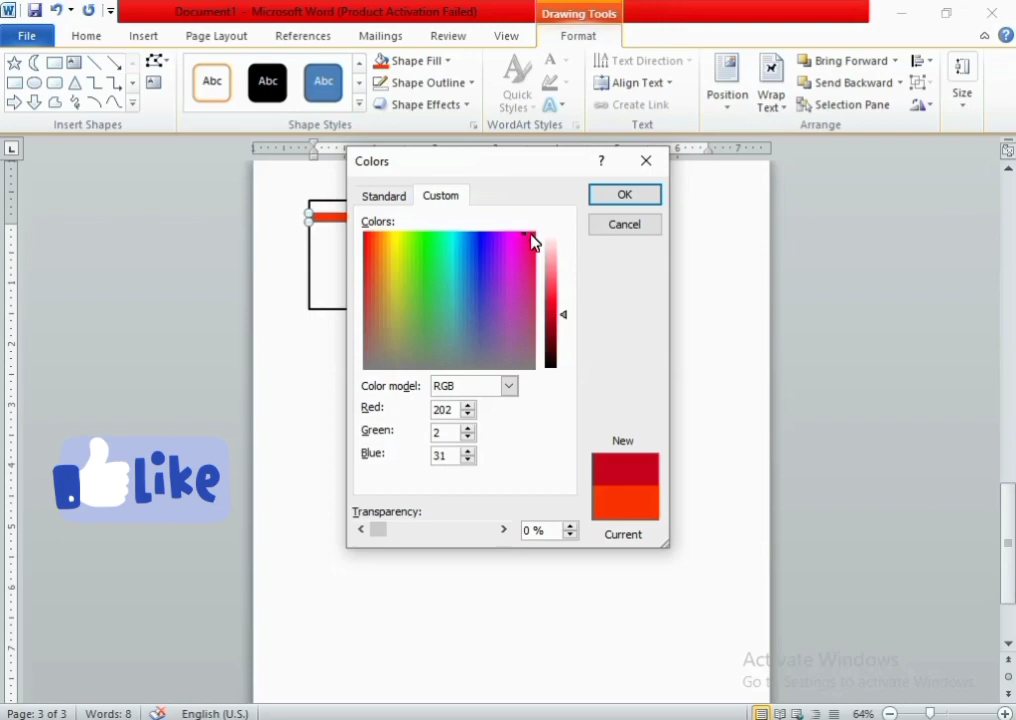 Document1 - Microsoft Word (Product Activation Failed)
Drawing Tools
File Home Insert Page Layout References Mailings Review View Format
Abc Abc Abc
Shape Fill
Shape Outline
Shape Effects
Quick Styles
Text Direction
Align Text
Create Link
Position
Wrap Text
Bring Forward
Send Backward
Selection Pane
Size
Insert Shapes Shape Styles WordArt Styles Text Arrange
Colors
Standard Custom
OK
Cancel
Colors:
Color model: RGB
Red: 202
Green: 2
Blue: 31
New
Current
Transparency:
0 %
Like
Activate Windows
Go to Settings to activate Windows.
Page: 3 of 3 Words: 8 English (U.S.) 64%